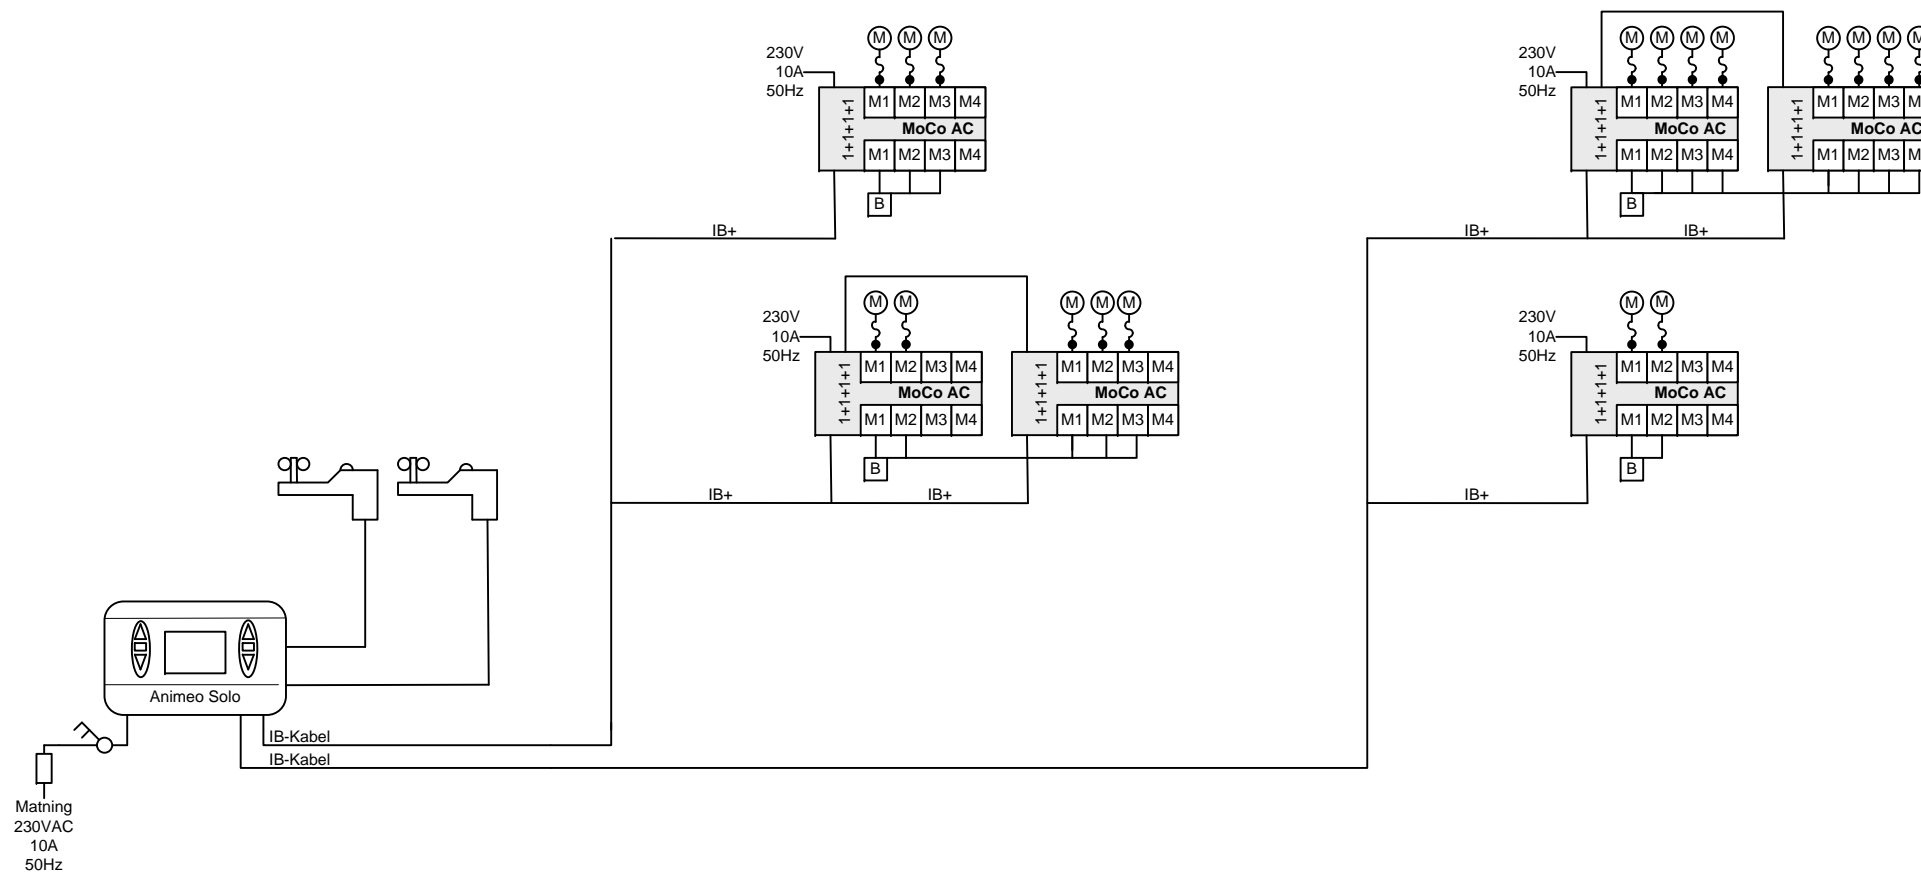 M M M
230V
10A
50Hz
1+1+1+1
M1 M2 M3 M4
MoCo AC
M1 M2 M3 M4
B
IB+
M M M M
230V
10A
50Hz
1+1+1+1
M1 M2 M3 M4
MoCo AC
M1 M2 M3 M4
B
IB+
M M M M
1+1+1+1
M1 M2 M3 M
MoCo AC
M1 M2 M3 M
IB+
M M
230V
10A
50Hz
1+1+1+1
M1 M2 M3 M4
MoCo AC
M1 M2 M3 M4
B
IB+
M M M
1+1+1+1
M1 M2 M3 M4
MoCo AC
M1 M2 M3 M4
IB+
M M
230V
10A
50Hz
1+1+1+1
M1 M2 M3 M4
MoCo AC
M1 M2 M3 M4
B
IB+
Animeo Solo
IB-Kabel
IB-Kabel
Matning
230VAC
10A
50Hz